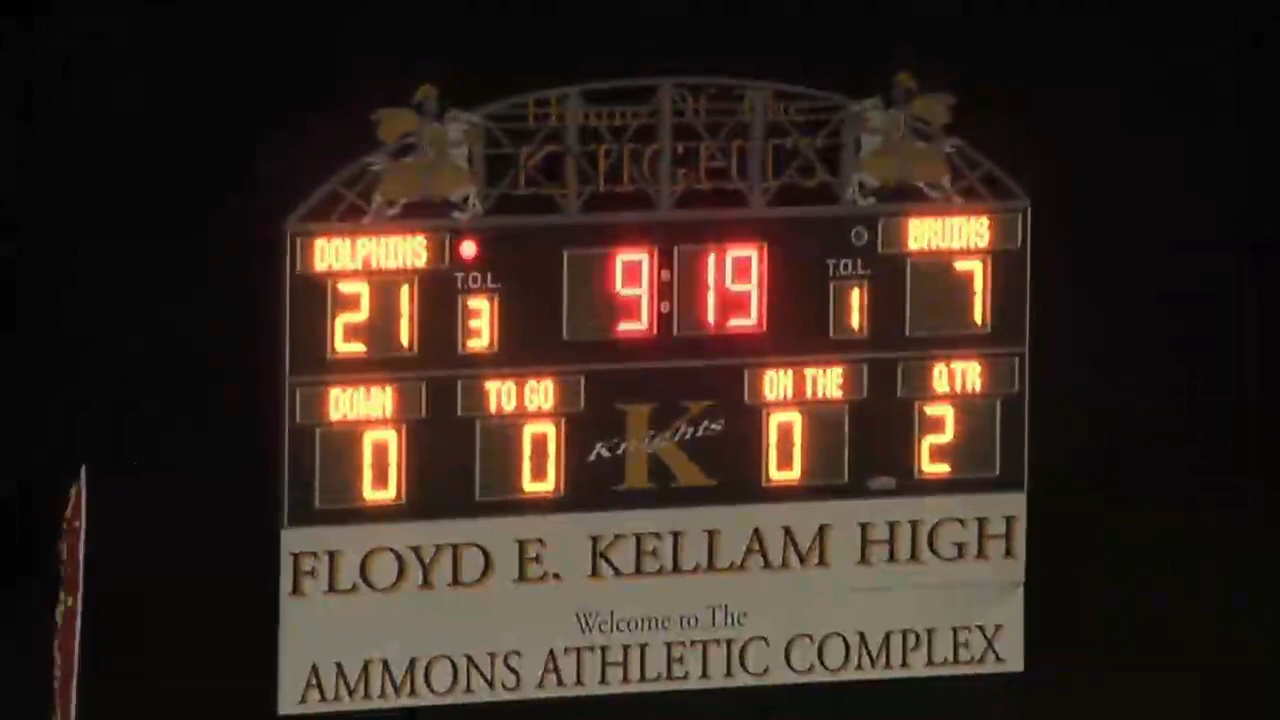 Home Of The
KNIGHTS
DOLPHINS BRUINS
T.O.L. 9:19 T.O.L.
21 3 1 7
DOWN TO GO ON THE QTR
0 0 K Knights 0 2
FLOYD E. KELLAM HIGH
Welcome to The
AMMONS ATHLETIC COMPLEX